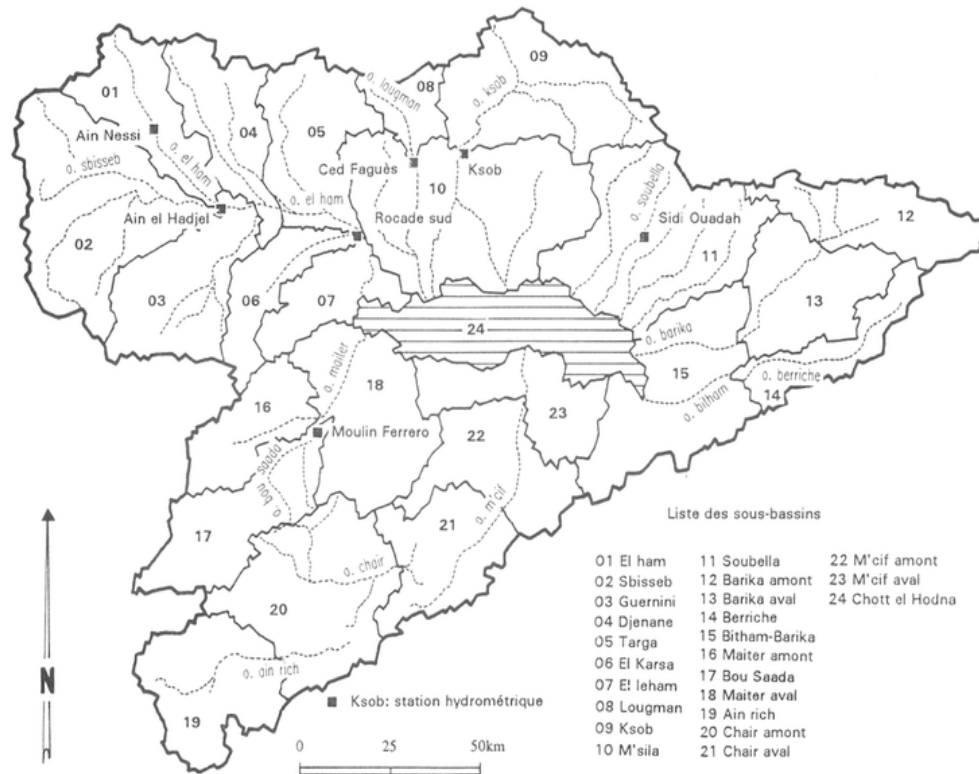 09
o. lougman
08
o. ksob
01
04
05
Ain Nessi
o. sbisseb
o. el ham
Ced Faguès
10
Ksob
o. soubella
Ain el Hadjel
o. el ham
Rocade sud
Sidi Ouadah
12
02
11
03
06
07
13
24
o. barika
o. maiter
15
o. berriche
18
o. bitham
14
16
23
22
Moulin Ferrero
o. bou saada
o. m'cif
17
21
o. chair
20
o. ain rich
19
N
Liste des sous-bassins
01 El ham
02 Sbisseb
03 Guernini
04 Djenane
05 Targa
06 El Karsa
07 El leham
08 Lougman
09 Ksob
10 M'sila
11 Soubella
12 Barika amont
13 Barika aval
14 Berriche
15 Bitham-Barika
16 Maiter amont
17 Bou Saada
18 Maiter aval
19 Ain rich
20 Chair amont
21 Chair aval
22 M'cif amont
23 M'cif aval
24 Chott el Hodna
Ksob: station hydrométrique
0 25 50km